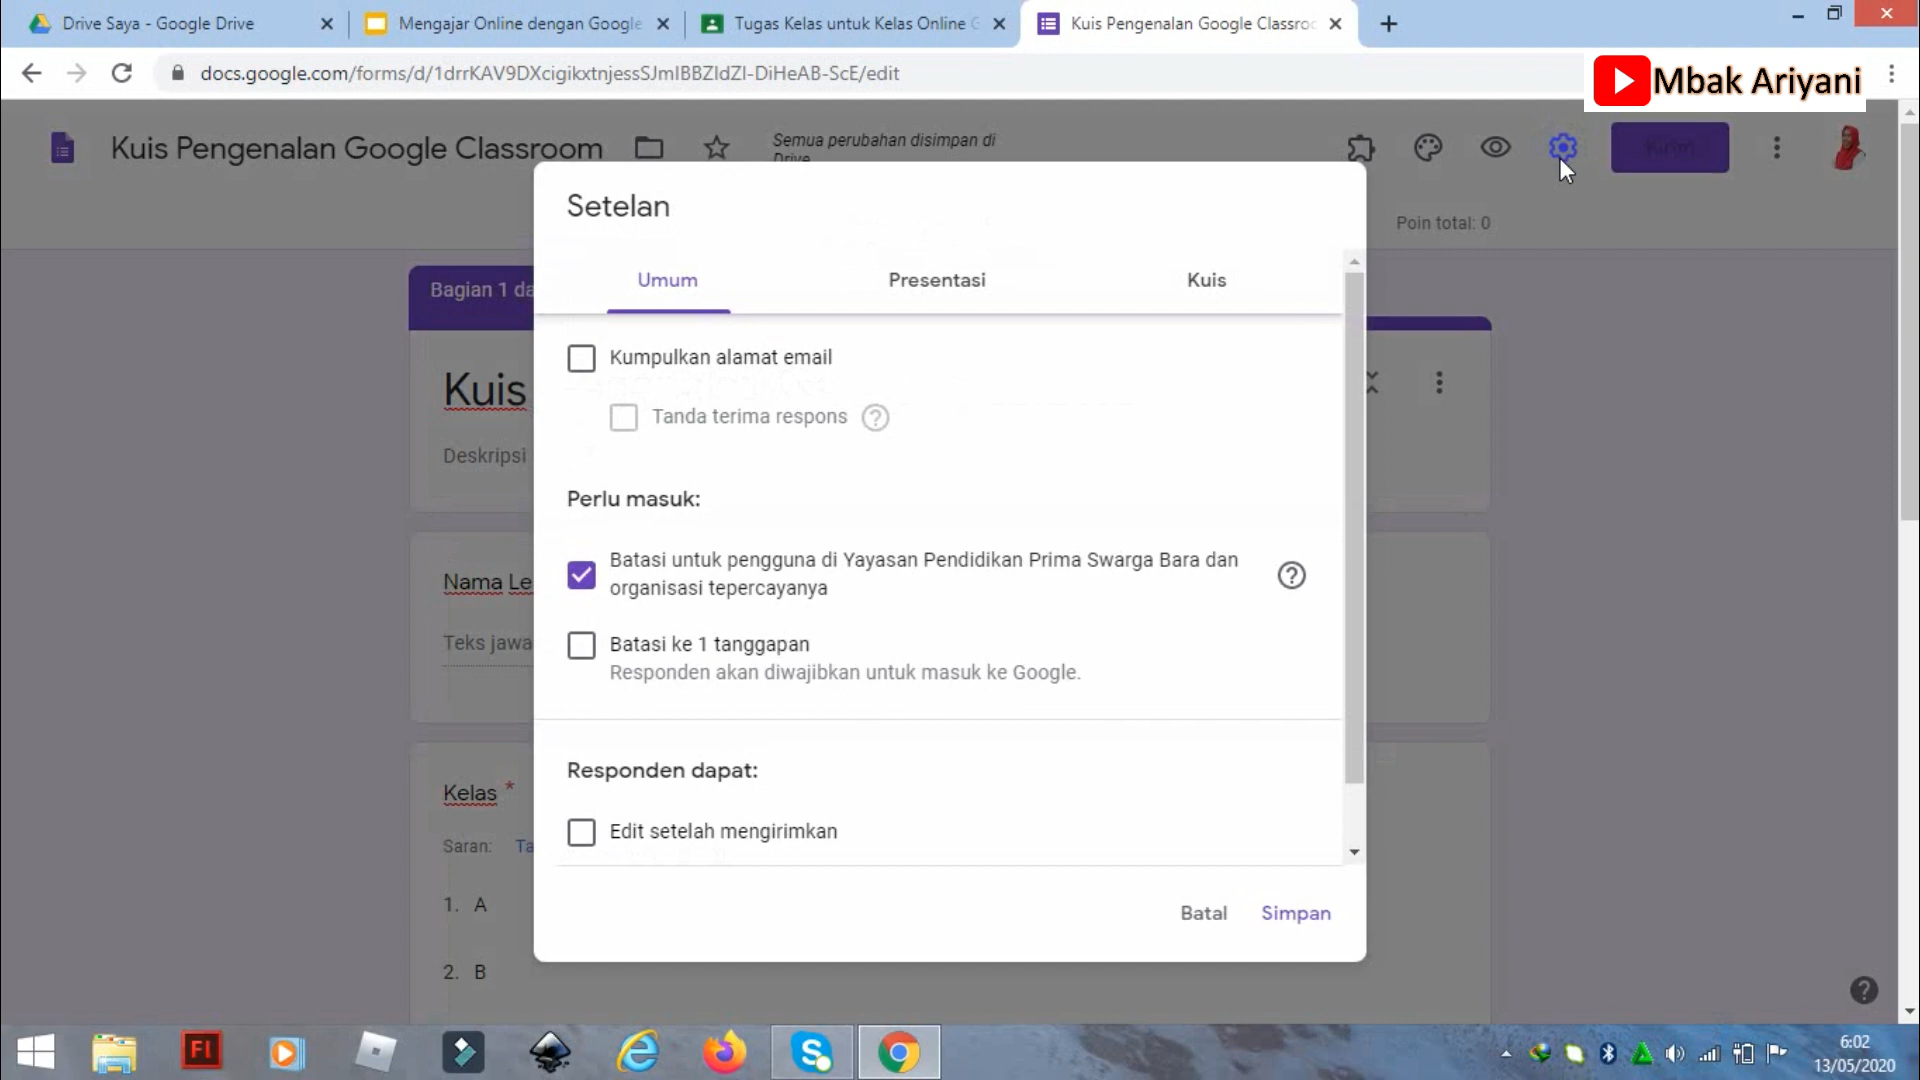 Drive Saya - Google Drive
Mengajar Online dengan Google
Tugas Kelas untuk Kelas Online G
Kuis Pengenalan Google Classroo
docs.google.com/forms/d/1drrKAV9DXcigikxtnjessSJmIBBZIdZI-DiHeAB-ScE/edit
Mbak Ariyani
Kuis Pengenalan Google Classroom
Semua perubahan disimpan di
Drive
Poin total: 0
Setelan
Umum
Presentasi
Kuis
Bagian 1 da
Kumpulkan alamat email
Kuis
Tanda terima respons
Deskripsi
Perlu masuk:
Batasi untuk pengguna di Yayasan Pendidikan Prima Swarga Bara dan
organisasi tepercayanya
Nama Le
Teks jawa
Batasi ke 1 tanggapan
Responden akan diwajibkan untuk masuk ke Google.
Responden dapat:
Kelas *
Edit setelah mengirimkan
Saran: Ta
1. A
Batal
Simpan
2. B
Fl
6:02
13/05/2020